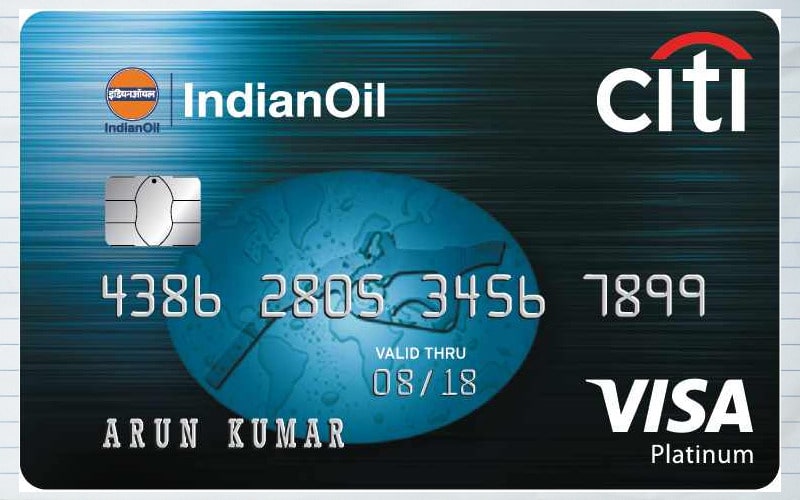 इंडियनऑयल
IndianOil
IndianOil
citi
4386 2805 3456 7899
VALID THRU
08/18
ARUN KUMAR
VISA
Platinum